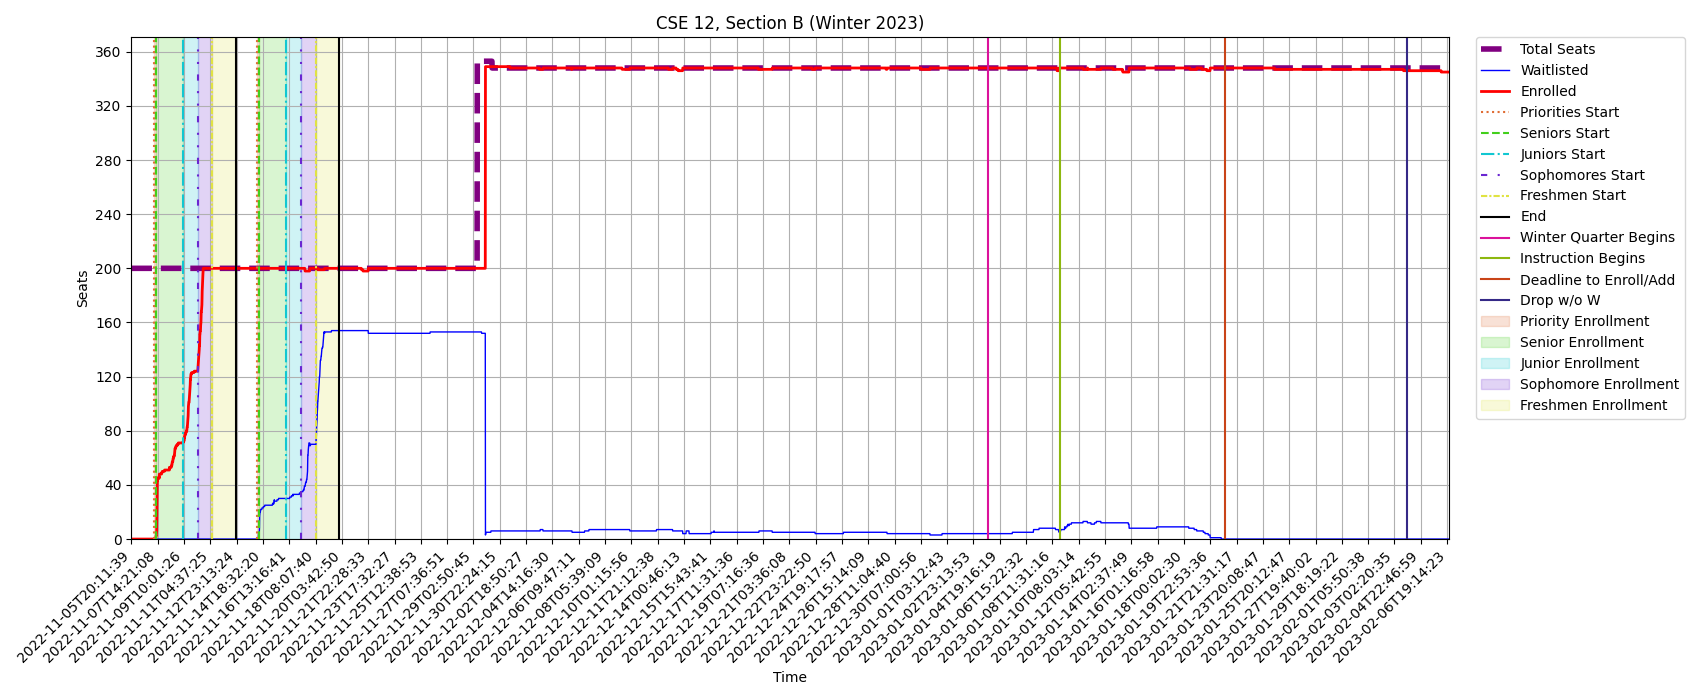 CSE 12, Section B (Winter 2023)
Seats
360
320
280
240
200
160
120
80
40
0
2022-11-05T20:11:39
2022-11-07T14:21:08
2022-11-09T10:01:26
2022-11-11T04:37:25
2022-11-12T23:13:24
2022-11-14T18:32:20
2022-11-16T13:16:41
2022-11-18T08:07:40
2022-11-20T03:42:50
2022-11-21T22:28:33
2022-11-23T17:32:27
2022-11-25T12:38:53
2022-11-27T07:36:51
2022-11-29T02:50:45
2022-11-30T22:24:15
2022-12-02T18:50:27
2022-12-04T14:16:30
2022-12-06T09:47:11
2022-12-08T05:39:09
2022-12-10T01:15:56
2022-12-11T21:12:38
2022-12-14T00:46:13
2022-12-15T15:43:41
2022-12-17T11:31:36
2022-12-19T07:16:36
2022-12-21T03:36:08
2022-12-22T23:22:50
2022-12-24T19:17:57
2022-12-26T15:14:09
2022-12-28T11:04:40
2022-12-30T07:00:56
2023-01-01T03:12:43
2023-01-02T23:13:53
2023-01-04T19:16:19
2023-01-06T15:22:32
2023-01-08T11:31:16
2023-01-10T08:03:14
2023-01-12T05:42:55
2023-01-14T02:37:49
2023-01-16T01:16:58
2023-01-18T00:02:30
2023-01-19T22:53:36
2023-01-21T21:31:17
2023-01-23T20:08:47
2023-01-25T20:12:47
2023-01-27T19:40:02
2023-01-29T18:19:22
2023-02-01T05:50:38
2023-02-03T02:20:35
2023-02-04T22:46:59
2023-02-06T19:14:23
Time
Total Seats
Waitlisted
Enrolled
Priorities Start
Seniors Start
Juniors Start
Sophomores Start
Freshmen Start
End
Winter Quarter Begins
Instruction Begins
Deadline to Enroll/Add
Drop w/o W
Priority Enrollment
Senior Enrollment
Junior Enrollment
Sophomore Enrollment
Freshmen Enrollment